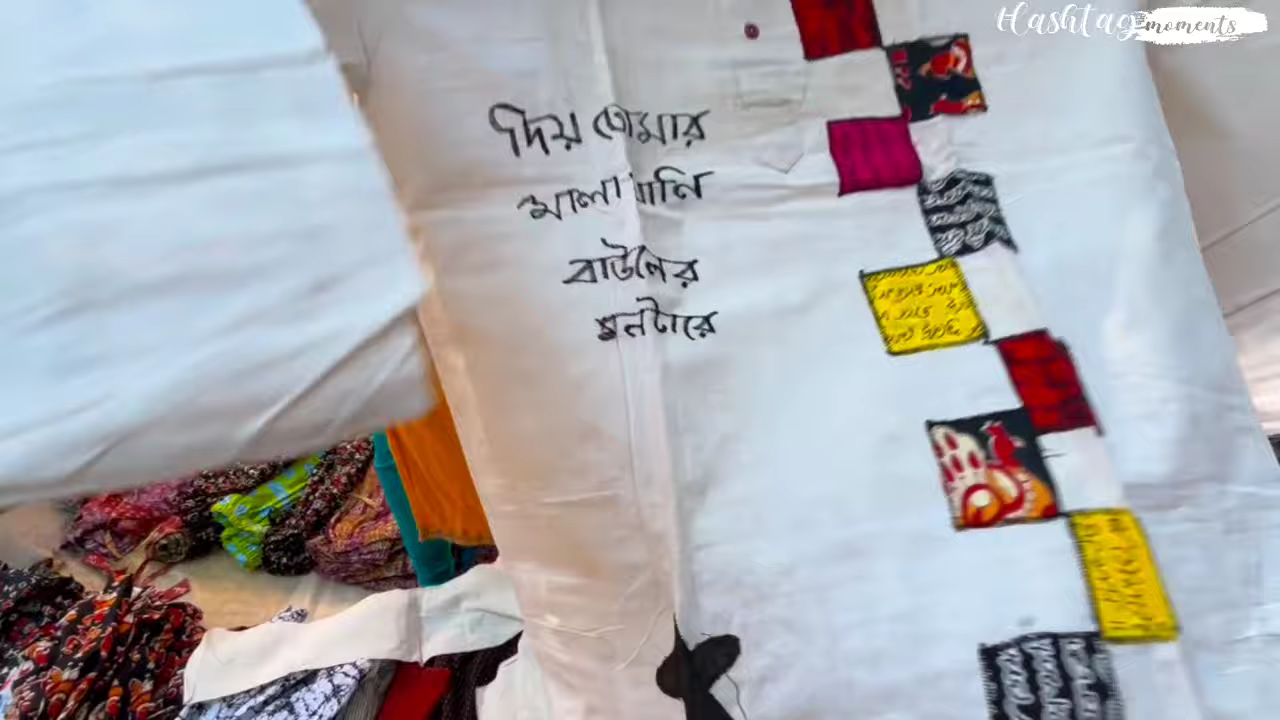 Hashtag moments
দিয় তোমার
মালা খানি
বাউলের
মনটারে